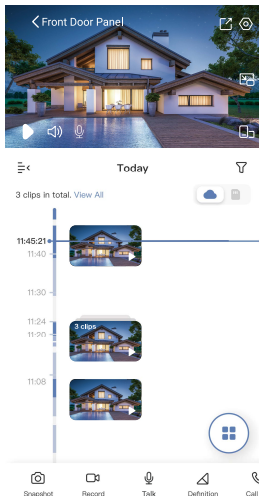 Front Door Panel
Today
3 clips in total. View All
11:45:21
11:40
11:30
11:24
3 clips
11:20
11:08
Snapshot
Record
Talk
Definition
Call